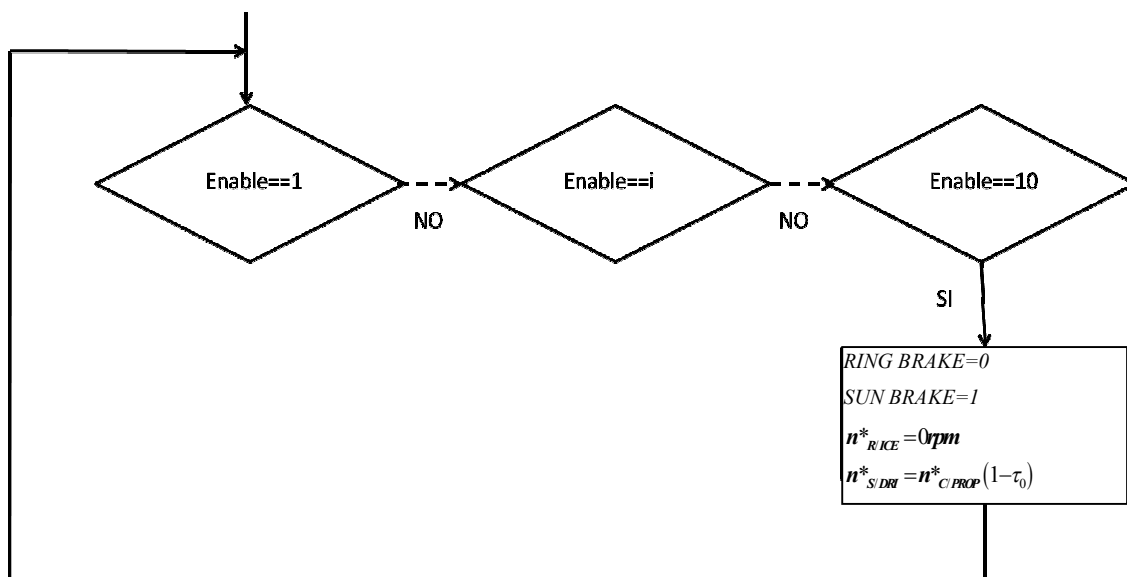 Enable==1
NO
Enable==i
NO
Enable==10
SI
RING BRAKE=0
SUN BRAKE=1
n*R/ICE=0rpm
n*S/DRI=n*C/PROP(1−τ0)